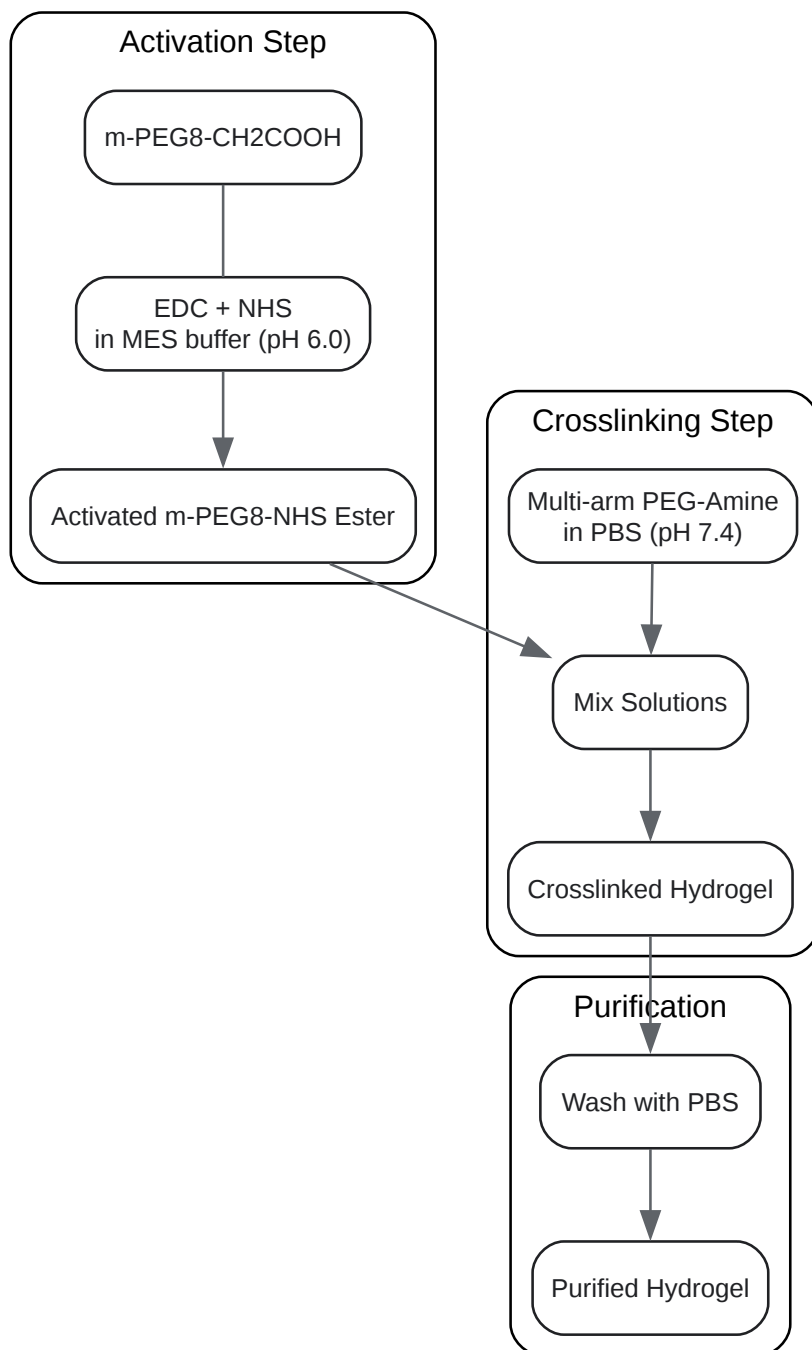 Activation Step
m-PEG8-CH2COOH
EDC + NHS
in MES buffer (pH 6.0)
Activated m-PEG8-NHS Ester
Crosslinking Step
Multi-arm PEG-Amine
in PBS (pH 7.4)
Mix Solutions
Crosslinked Hydrogel
Purification
Wash with PBS
Purified Hydrogel